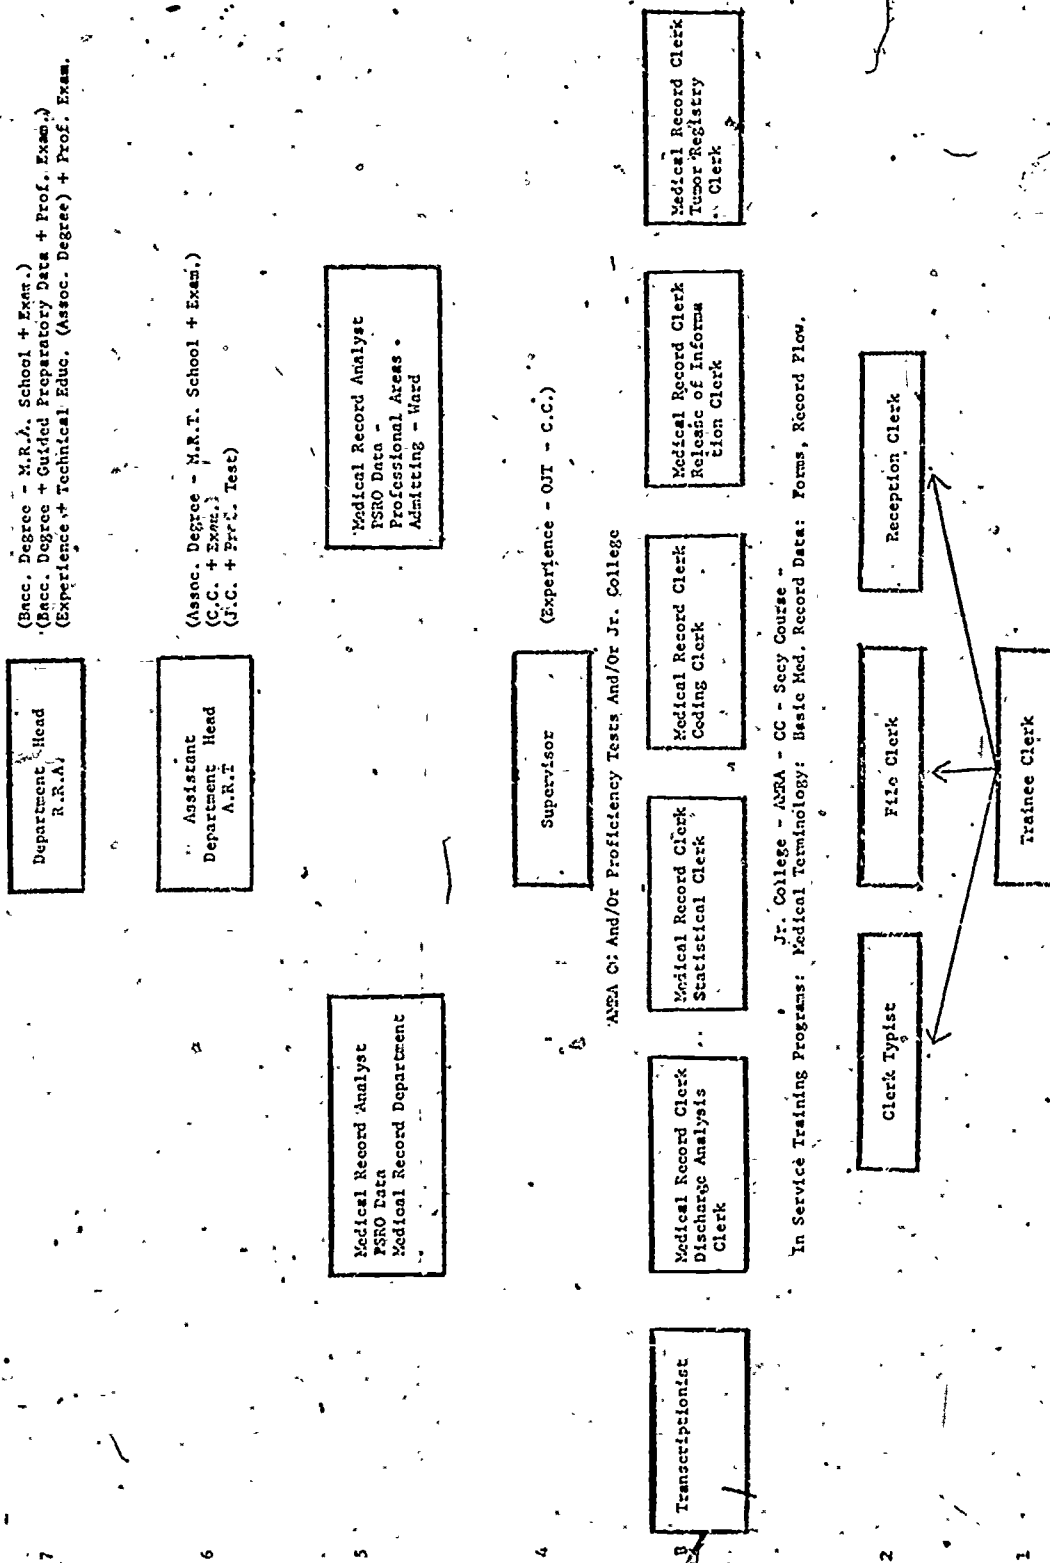 7
Department Head
R.R.A.
(Bacc. Degree - M.R.A. School + Exam.)
(Bacc. Degree + Guided Preparatory Data + Prof. Exam.)
(Experience + Technical Educ. (Assoc. Degree) + Prof. Exam.
6
Assistant
Department Head
A.R.T
(Assoc. Degree - M.R.T. School + Exam.)
(C.C. + Exam.)
(J.C. + Prof. Test)
5
Medical Record Analyst
PSRO Data
Medical Record Department
Medical Record Analyst
PSRO Data -
Professional Areas -
Admitting - Ward
4
Supervisor
(Experience - OJT - C.C.)
AMRA CC And/Or Proficiency Tests And/Or Jr. College
Transcriptionist
Medical Record Clerk
Discharge Analysis
Clerk
Medical Record Clerk
Statistical Clerk
Medical Record Clerk
Coding Clerk
Medical Record Clerk
Release of Informa
tion Clerk
Medical Record Clerk
Tumor Registry
Clerk
Jr. College - AMRA - CC - Secy Course -
In Service Training Programs: Medical Terminology: Basic Med. Record Data: Forms, Record Flow.
2
Clerk Typist
File Clerk
Reception Clerk
1
Trainee Clerk